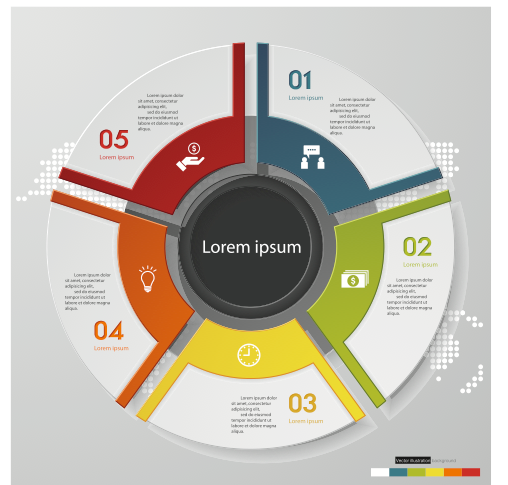 01
Lorem ipsum
Lorem ipsum dolor
sit amet, consectetur
adipisicing elit,
sed do eiusmod
tempor incididunt ut
labore et dolore magna
aliqua.
02
Lorem ipsum
Lorem ipsum dolor
sit amet, consectetur
adipisicing elit,
sed do eiusmod
tempor incididunt ut
labore et dolore magna
aliqua.
03
Lorem ipsum
Lorem ipsum dolor
sit amet, consectetur
adipisicing elit,
sed do eiusmod
tempor incididunt ut
labore et dolore magna
aliqua.
04
Lorem ipsum
Lorem ipsum dolor
sit amet, consectetur
adipisicing elit,
sed do eiusmod
tempor incididunt ut
labore et dolore magna
aliqua.
05
Lorem ipsum
Lorem ipsum dolor
sit amet, consectetur
adipisicing elit,
sed do eiusmod
tempor incididunt ut
labore et dolore magna
aliqua.
Lorem ipsum
$
$
Vector illustration background